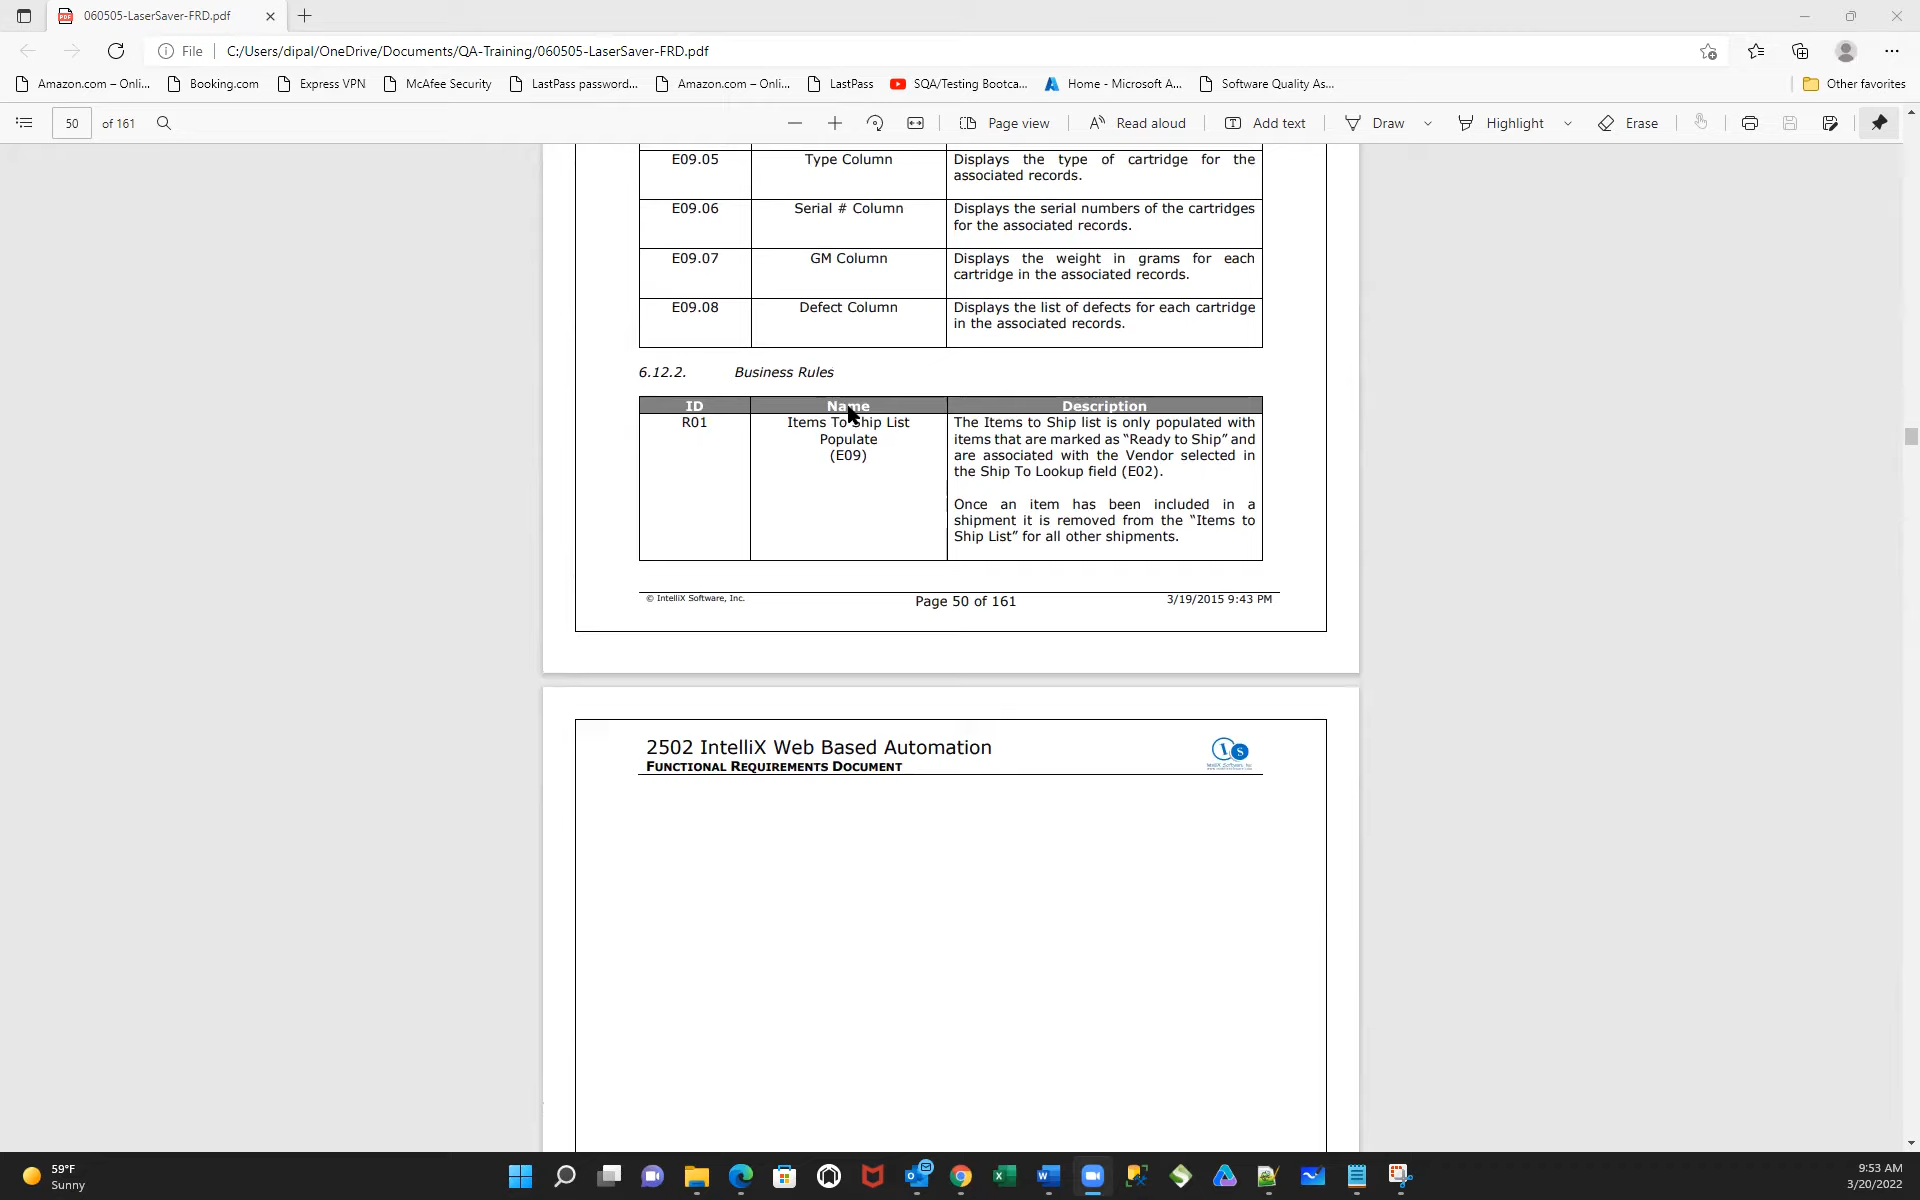 060505-LaserSaver-FRD.pdf
File
C:/Users/dipal/OneDrive/Documents/QA-Training/060505-LaserSaver-FRD.pdf
Amazon.com – Onli...
Booking.com
Express VPN
McAfee Security
LastPass password...
Amazon.com – Onli...
LastPass
SQA/Testing Bootca...
Home - Microsoft A...
Software Quality As...
Other favorites
50 of 161
Page view
Read aloud
Add text
Draw
Highlight
Erase
E09.05 Type Column Displays the type of cartridge for the
associated records.
E09.06 Serial # Column Displays the serial numbers of the cartridges
for the associated records.
E09.07 GM Column Displays the weight in grams for each
cartridge in the associated records.
E09.08 Defect Column Displays the list of defects for each cartridge
in the associated records.
6.12.2. Business Rules
ID Name Description
R01 Items To Ship List The Items to Ship list is only populated with
Populate items that are marked as “Ready to Ship” and
(E09) are associated with the Vendor selected in
the Ship To Lookup field (E02).
Once an item has been included in a
shipment it is removed from the “Items to
Ship List” for all other shipments.
© IntelliX Software, Inc. Page 50 of 161 3/19/2015 9:43 PM
2502 IntelliX Web Based Automation
FUNCTIONAL REQUIREMENTS DOCUMENT
59°F
Sunny
9:53 AM
3/20/2022